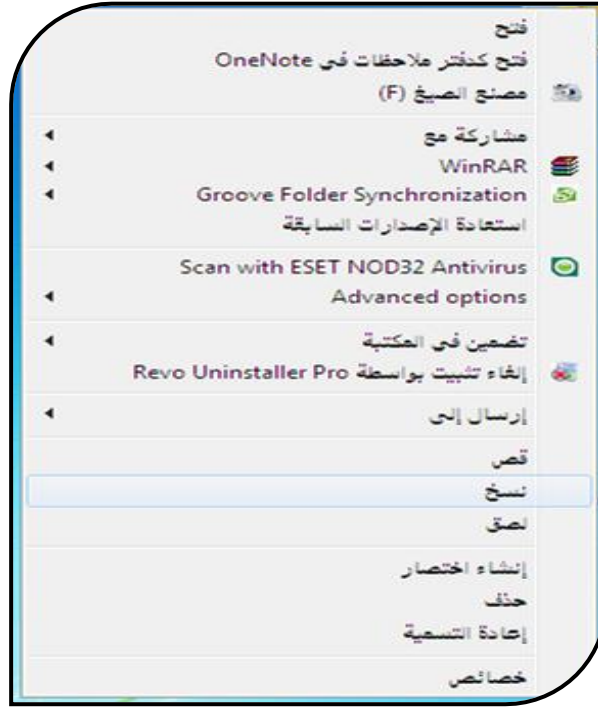 فتح
فتح كدفتر ملاحظات في OneNote
مصنع الصيغ (F)
مشاركة مع
WinRAR
Groove Folder Synchronization
استعادة الإصدارات السابقة
Scan with ESET NOD32 Antivirus
Advanced options
تضمين في المكتبة
إلغاء تثبيت بواسطة Revo Uninstaller Pro
إرسال إلى
قص
نسخ
لصق
إنشاء اختصار
حذف
إعادة التسمية
خصائص